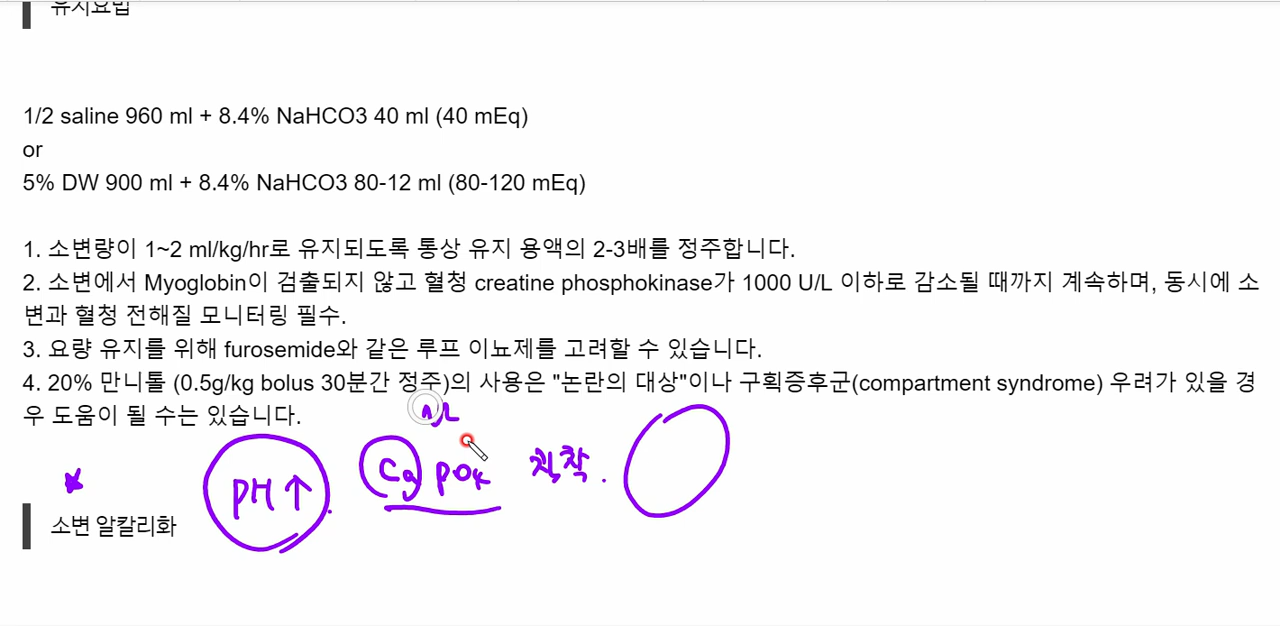 유지요법
1/2 saline 960 ml + 8.4% NaHCO3 40 ml (40 mEq)
or
5% DW 900 ml + 8.4% NaHCO3 80-12 ml (80-120 mEq)
1. 소변량이 1~2 ml/kg/hr로 유지되도록 통상 유지 용액의 2-3배를 정주합니다.
2. 소변에서 Myoglobin이 검출되지 않고 혈청 creatine phosphokinase가 1000 U/L 이하로 감소될 때까지 계속하며, 동시에 소
변과 혈청 전해질 모니터링 필수.
3. 요량 유지를 위해 furosemide와 같은 루프 이뇨제를 고려할 수 있습니다.
4. 20% 만니톨 (0.5g/kg bolus 30분간 정주)의 사용은 "논란의 대상"이나 구획증후군(compartment syndrome) 우려가 있을 경
우 도움이 될 수는 있습니다.
pH ↑ Ca PO4
소변 알칼리화